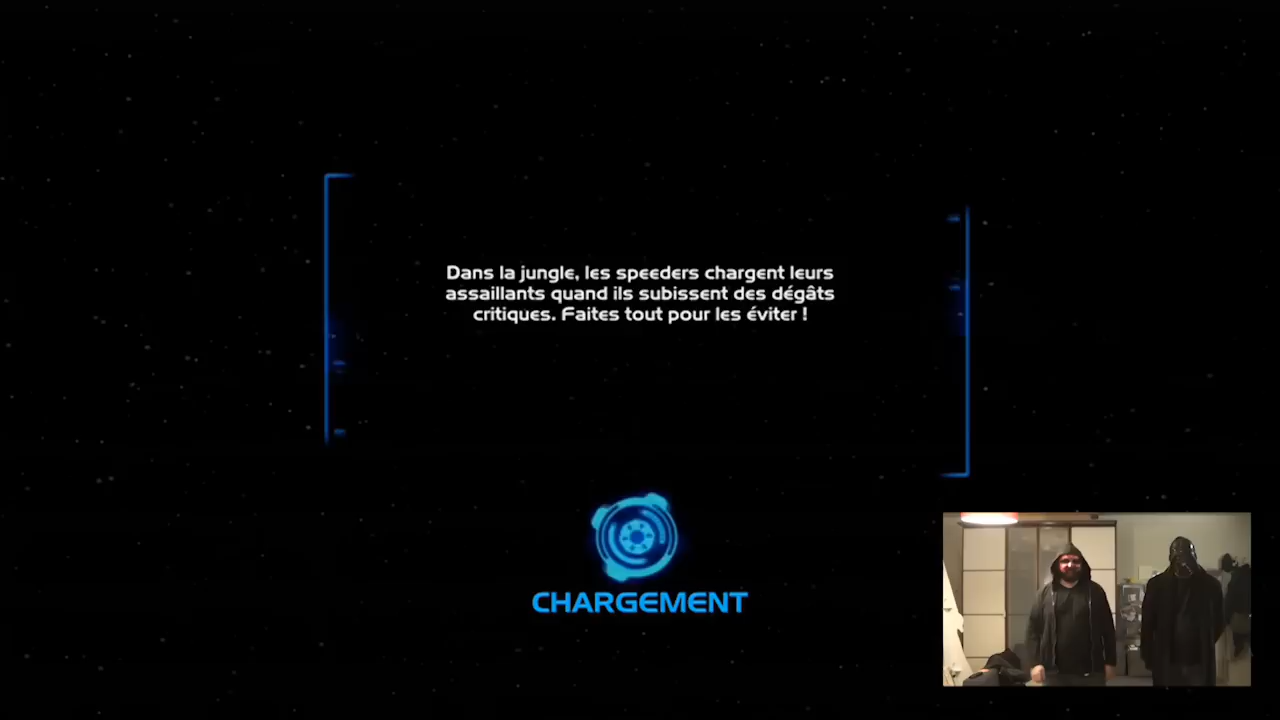 Dans la jungle, les speeders chargent leurs
assaillants quand ils subissent des dégâts
critiques. Faites tout pour les éviter !
CHARGEMENT